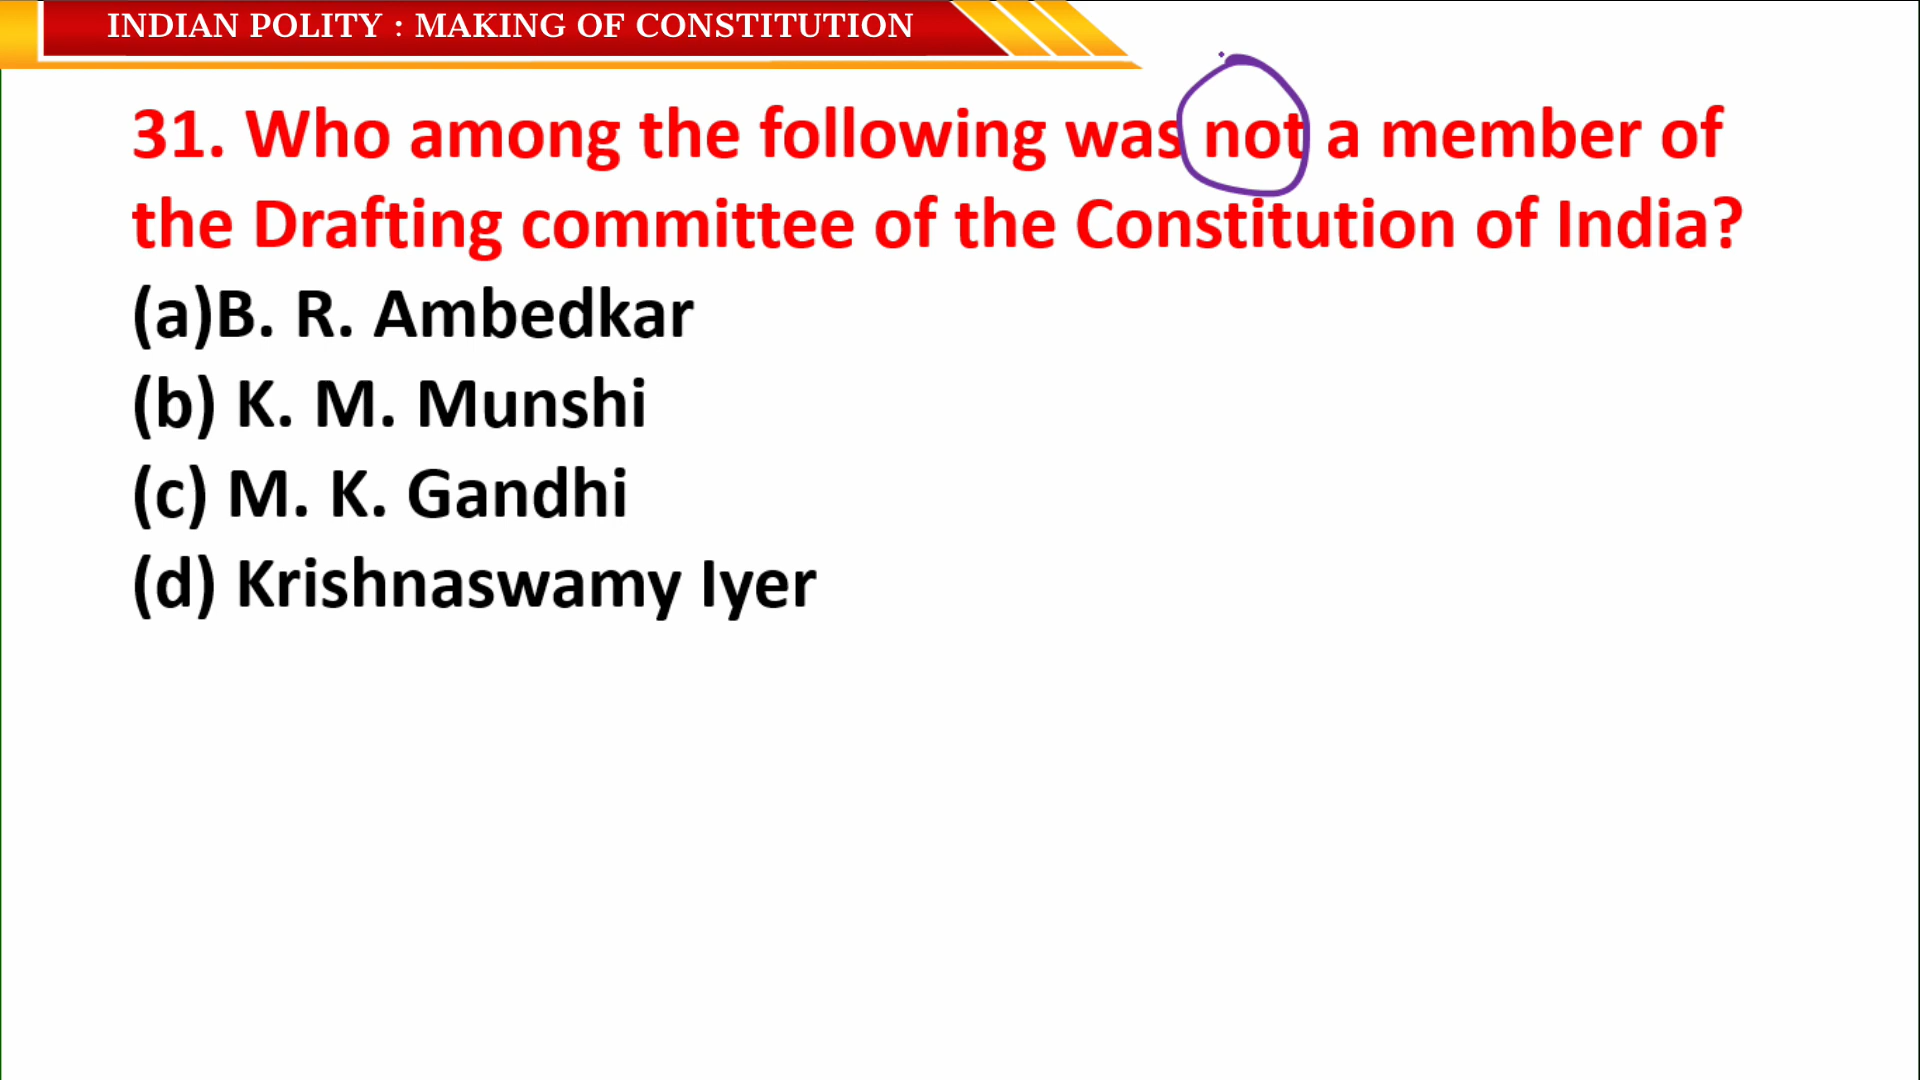 INDIAN POLITY : MAKING OF CONSTITUTION
31. Who among the following was not a member of
the Drafting committee of the Constitution of India?
(a)B. R. Ambedkar
(b) K. M. Munshi
(c) M. K. Gandhi
(d) Krishnaswamy Iyer